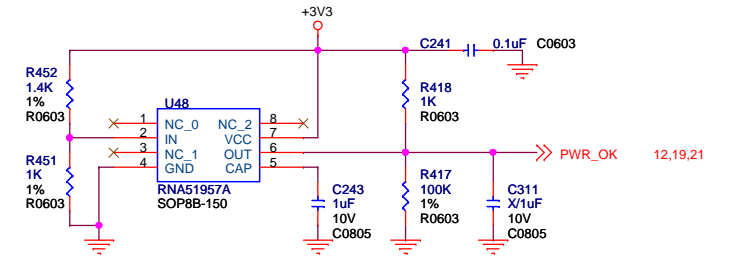 +3V3
C241 0.1uF C0603
R452
1.4K
1%
R0603
R418
1K
R0603
U48
1 NC_0 NC_2 8
2 IN VCC 7
3 NC_1 OUT 6
4 GND CAP 5
RNA51957A
SOP8B-150
PWR_OK 12,19,21
R451
1K
1%
R0603
C243
1uF
10V
C0805
R417
100K
1%
R0603
C311
X/1uF
10V
C0805